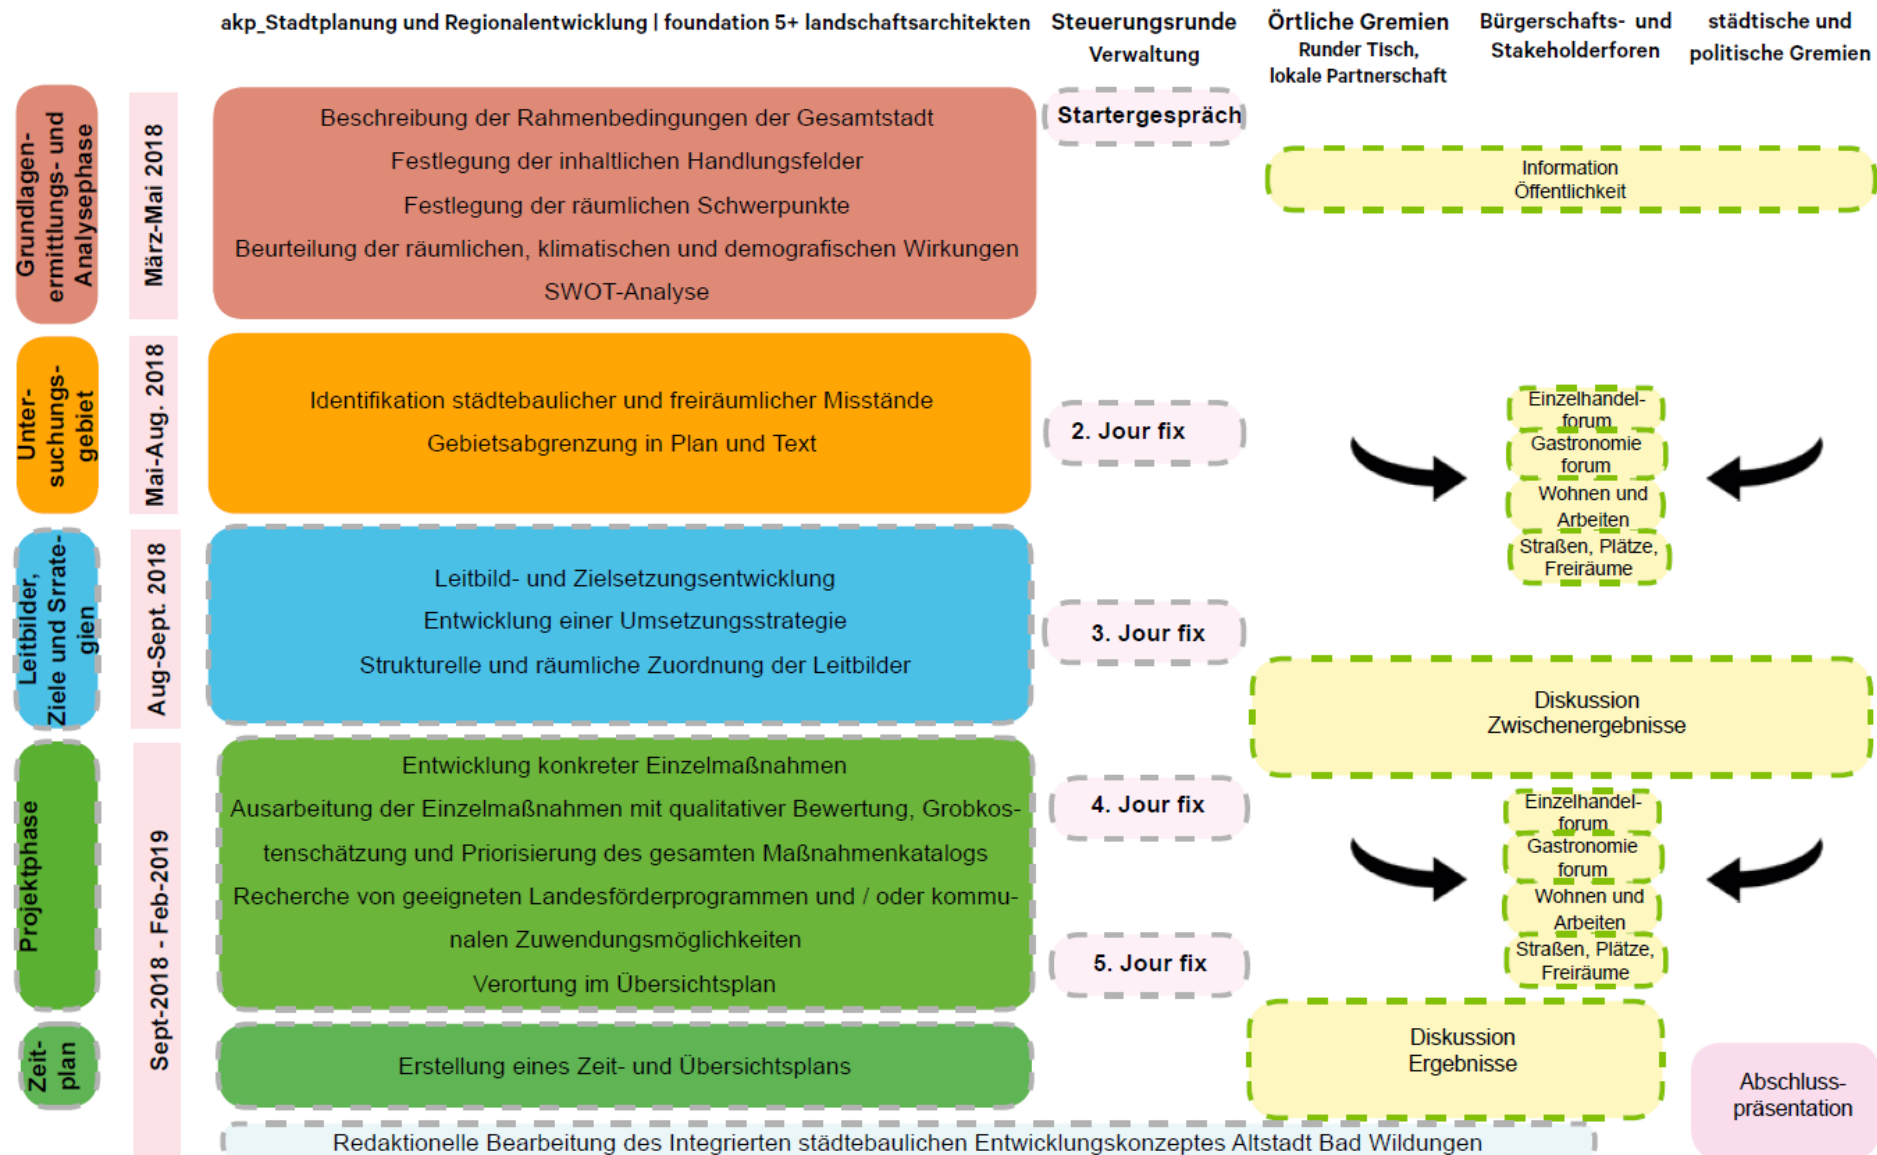 akp_Stadtplanung und Regionalentwicklung | foundation 5+ landschaftsarchitekten
Steuerungsrunde
Verwaltung
Örtliche Gremien
Runder Tisch,
lokale Partnerschaft
Bürgerschafts- und
Stakeholderforen
städtische und
politische Gremien
Grundlagen-
ermittlungs- und
Analysephase
März-Mai 2018
Beschreibung der Rahmenbedingungen der Gesamtstadt
Festlegung der inhaltlichen Handlungsfelder
Festlegung der räumlichen Schwerpunkte
Beurteilung der räumlichen, klimatischen und demografischen Wirkungen
SWOT-Analyse
Startergespräch
Information
Öffentlichkeit
Unter-
suchungs-
gebiet
Mai-Aug. 2018
Identifikation städtebaulicher und freiräumlicher Misstände
Gebietsabgrenzung in Plan und Text
2. Jour fix
Einzelhandel-
forum
Gastronomie
forum
Wohnen und
Arbeiten
Straßen, Plätze,
Freiräume
Leitbilder,
Ziele und Srrate-
gien
Aug-Sept. 2018
Leitbild- und Zielsetzungsentwicklung
Entwicklung einer Umsetzungsstrategie
Strukturelle und räumliche Zuordnung der Leitbilder
3. Jour fix
Diskussion
Zwischenergebnisse
Projektphase
Sept-2018 - Feb-2019
Entwicklung konkreter Einzelmaßnahmen
Ausarbeitung der Einzelmaßnahmen mit qualitativer Bewertung, Grobkos-
tenschätzung und Priorisierung des gesamten Maßnahmenkatalogs
Recherche von geeigneten Landesförderprogrammen und / oder kommu-
nalen Zuwendungsmöglichkeiten
Verortung im Übersichtsplan
4. Jour fix
5. Jour fix
Einzelhandel-
forum
Gastronomie
forum
Wohnen und
Arbeiten
Straßen, Plätze,
Freiräume
Zeit-
plan
Erstellung eines Zeit- und Übersichtsplans
Diskussion
Ergebnisse
Abschluss-
präsentation
Redaktionelle Bearbeitung des Integrierten städtebaulichen Entwicklungskonzeptes Altstadt Bad Wildungen